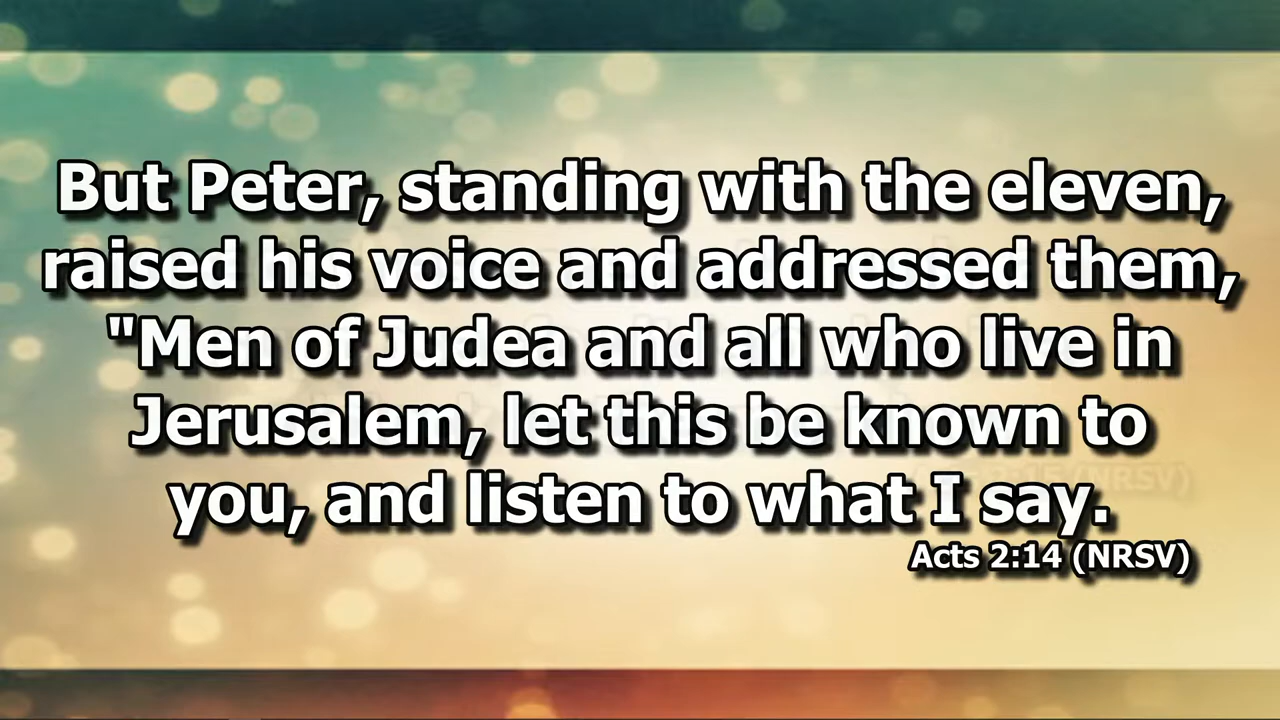 But Peter, standing with the eleven,
raised his voice and addressed them,
"Men of Judea and all who live in
Jerusalem, let this be known to
you, and listen to what I say.
Acts 2:14 (NRSV)